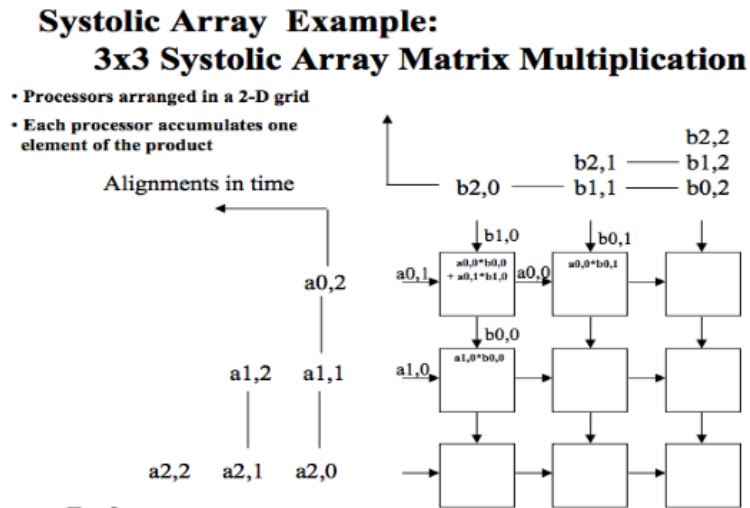 Systolic Array Example:
3x3 Systolic Array Matrix Multiplication
• Processors arranged in a 2-D grid
• Each processor accumulates one
element of the product
Alignments in time
b2,2
b2,1 b1,2
b2,0 b1,1 b0,2
b1,0 b0,1
a0,2 a0,1 a0,0*b0,0 a0,0 a0,0*b0,1
+ a0,1*b1,0
b0,0
a1,2 a1,1 a1,0 a1,0*b0,0
a2,2 a2,1 a2,0